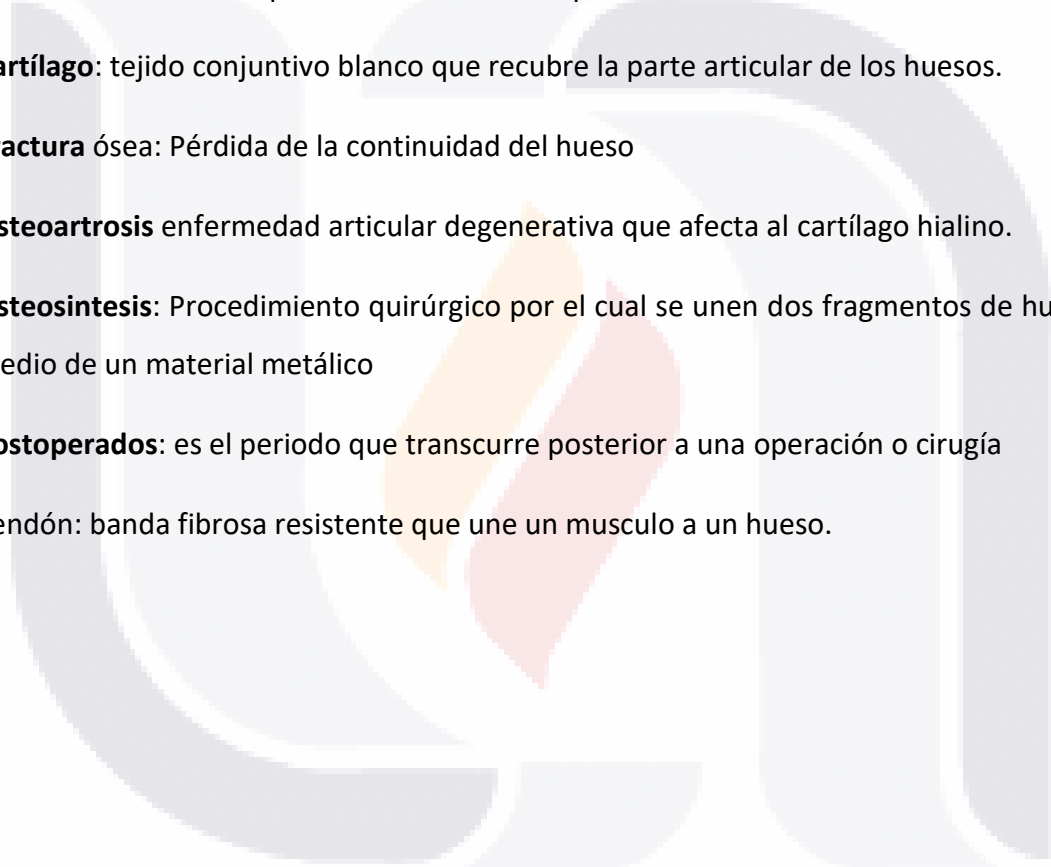 artílago: tejido conjuntivo blanco que recubre la parte articular de los huesos.
actura ósea: Pérdida de la continuidad del hueso
steoartrosis enfermedad articular degenerativa que afecta al cartílago hialino.
steosintesis: Procedimiento quirúrgico por el cual se unen dos fragmentos de hu
edio de un material metálico
ostoperados: es el periodo que transcurre posterior a una operación o cirugía
endón: banda fibrosa resistente que une un musculo a un hueso.